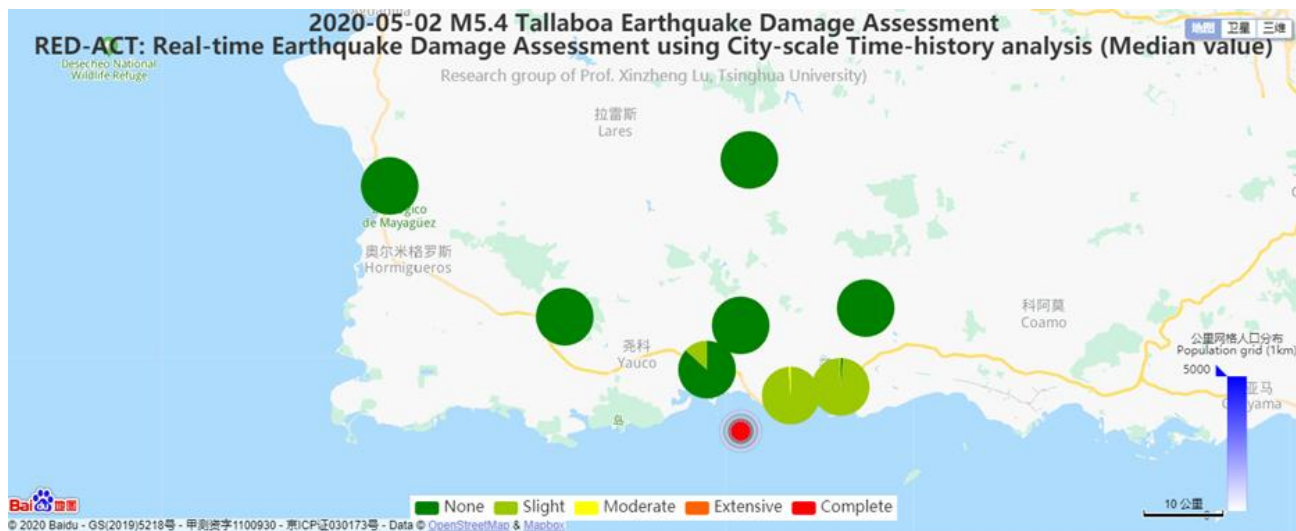 2020-05-02 M5.4 Tallaboa Earthquake Damage Assessment
RED-ACT: Real-time Earthquake Damage Assessment using City-scale Time-history analysis (Median value)
Research group of Prof. Xinzheng Lu, Tsinghua University)
地图 卫星 三维
Desecheo National
Wildlife Refuge
拉雷斯
Lares
de Mayagüez
奥尔米格罗斯
Hormigueros
科阿莫
Coamo
尧科
Yauco
公里网格人口分布
Population grid (1km)
5000
亚马
岛
None Slight Moderate Extensive Complete
10 公里
Bai 地图
© 2020 Baidu - GS(2019)5218号 - 甲测资字1100930 - 京ICP证030173号 - Data © OpenStreetMap & Mapbox